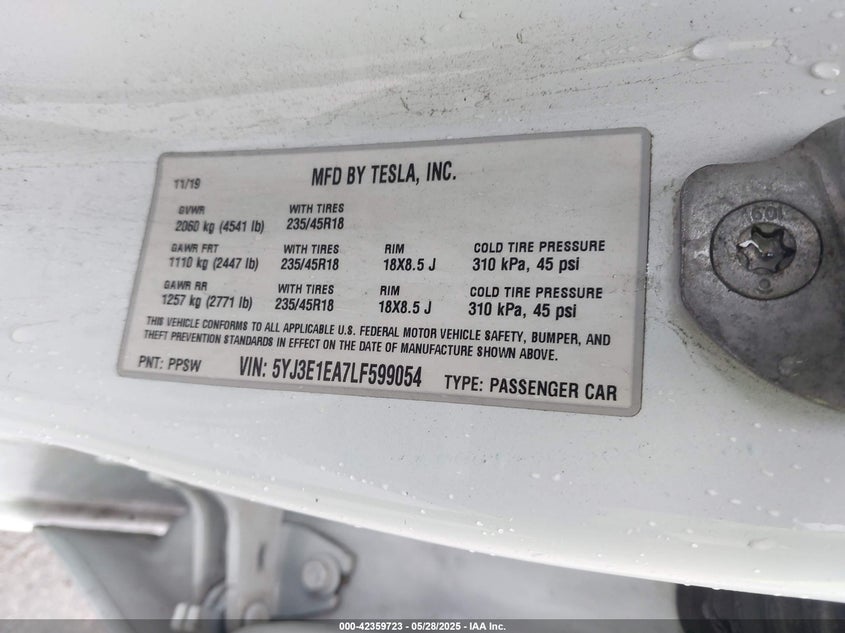 11/19 MFD BY TESLA, INC.
GVWR WITH TIRES
2060 kg (4541 lb) 235/45R18
GAWR FRT WITH TIRES RIM COLD TIRE PRESSURE
1110 kg (2447 lb) 235/45R18 18X8.5 J 310 kPa, 45 psi
GAWR RR WITH TIRES RIM COLD TIRE PRESSURE
1257 kg (2771 lb) 235/45R18 18X8.5 J 310 kPa, 45 psi
THIS VEHICLE CONFORMS TO ALL APPLICABLE U.S. FEDERAL MOTOR VEHICLE SAFETY, BUMPER, AND
THEFT PREVENTION STANDARDS IN EFFECT ON THE DATE OF MANUFACTURE SHOWN ABOVE.
PNT: PPSW VIN: 5YJ3E1EA7LF599054 TYPE: PASSENGER CAR
000-42359723 - 05/28/2025 - IAA Inc.